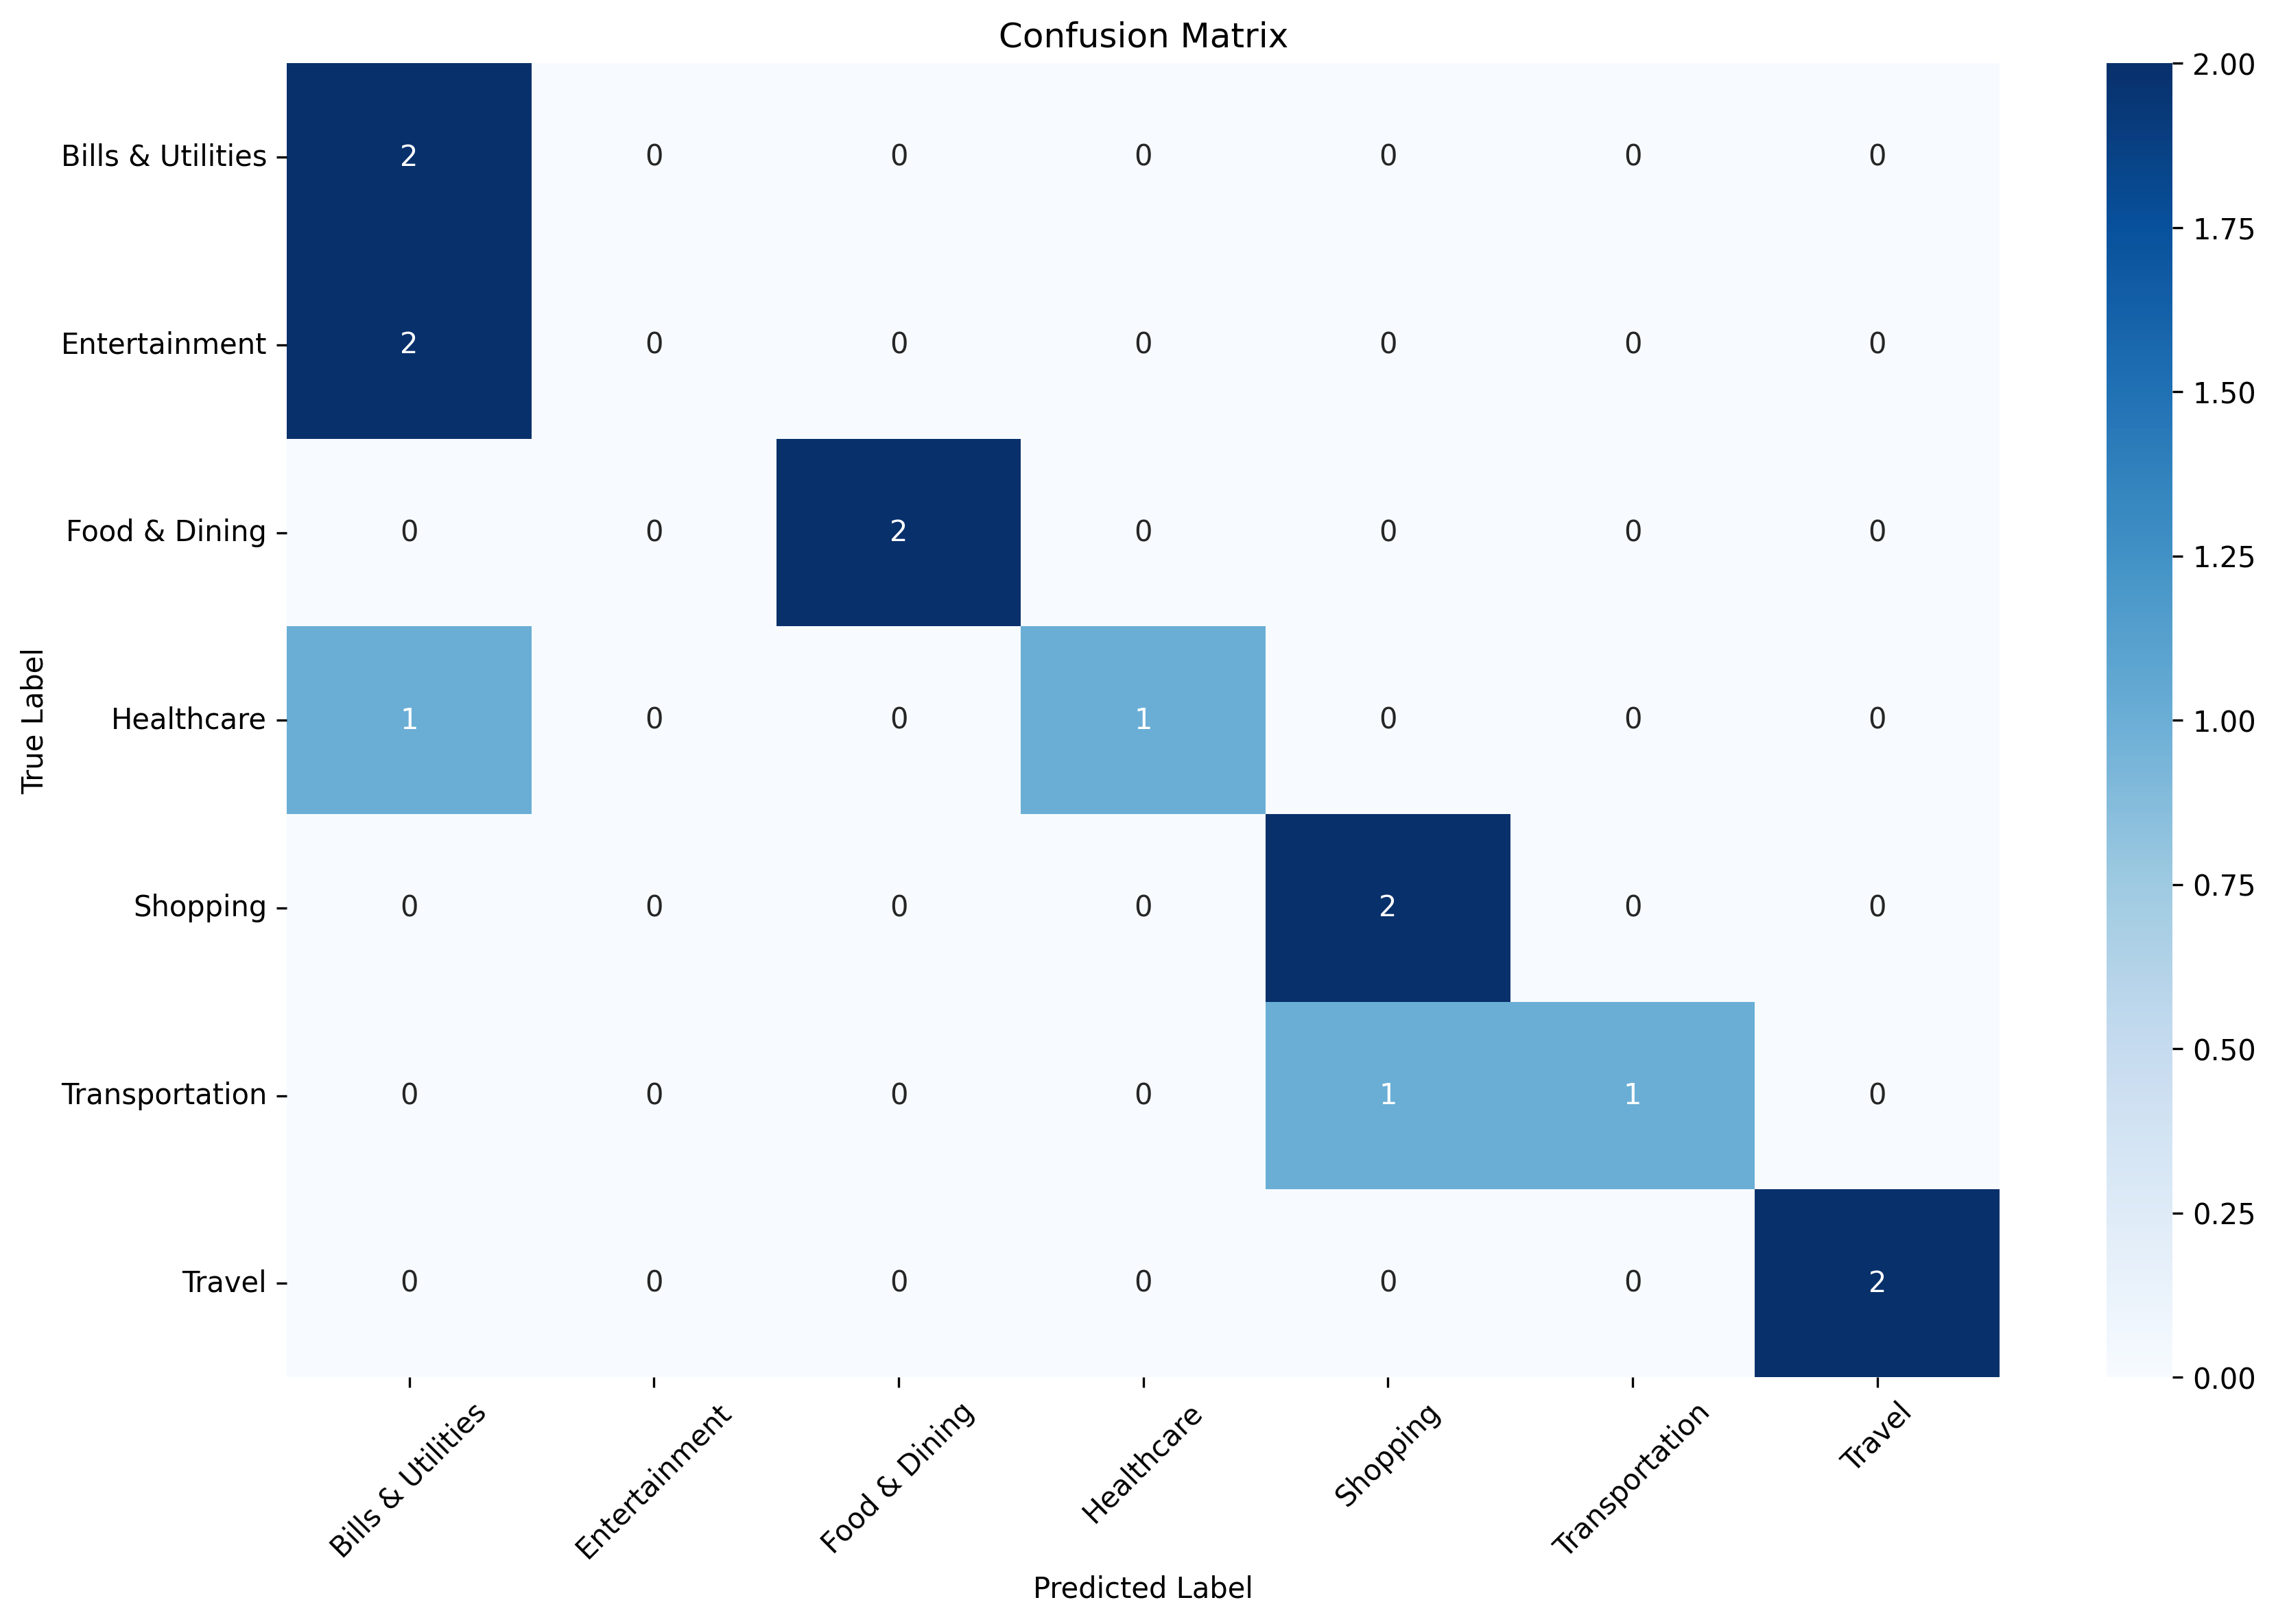 Confusion Matrix
True Label
Bills & Utilities 2 0 0 0 0 0 0
Entertainment 2 0 0 0 0 0 0
Food & Dining 0 0 2 0 0 0 0
Healthcare 1 0 0 1 0 0 0
Shopping 0 0 0 0 2 0 0
Transportation 0 0 0 0 1 1 0
Travel 0 0 0 0 0 0 2
Bills & Utilities Entertainment Food & Dining Healthcare Shopping Transportation Travel
Predicted Label
2.00
1.75
1.50
1.25
1.00
0.75
0.50
0.25
0.00